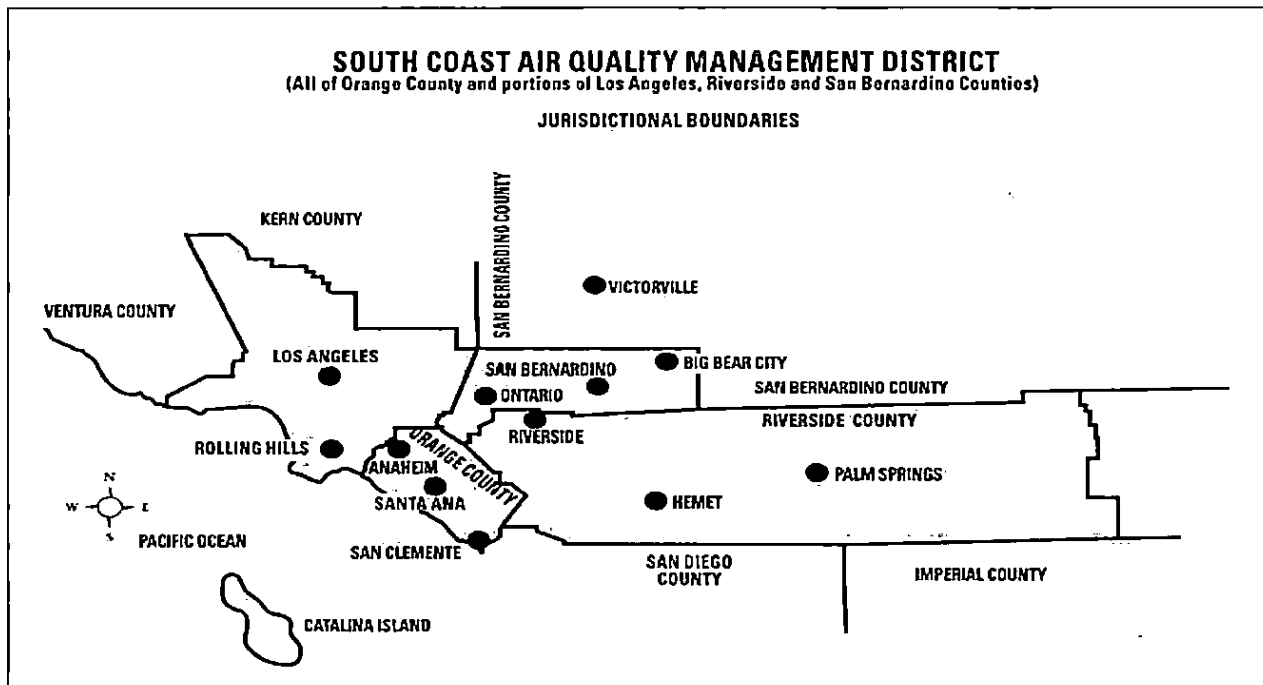 SOUTH COAST AIR QUALITY MANAGEMENT DISTRICT
(All of Orange County and portions of Los Angeles, Riverside and San Bernardino Counties)
JURISDICTIONAL BOUNDARIES
SAN BERNARDINO COUNTY
KERN COUNTY
VICTORVILLE
VENTURA COUNTY
LOS ANGELES
SAN BERNARDINO
BIG BEAR CITY
ONTARIO
SAN BERNARDINO COUNTY
RIVERSIDE COUNTY
RIVERSIDE
ROLLING HILLS
ANAHEIM
ORANGE COUNTY
PALM SPRINGS
SANTA ANA
HEMET
N
W E
S
PACIFIC OCEAN
SAN CLEMENTE
SAN DIEGO
COUNTY
IMPERIAL COUNTY
CATALINA ISLAND